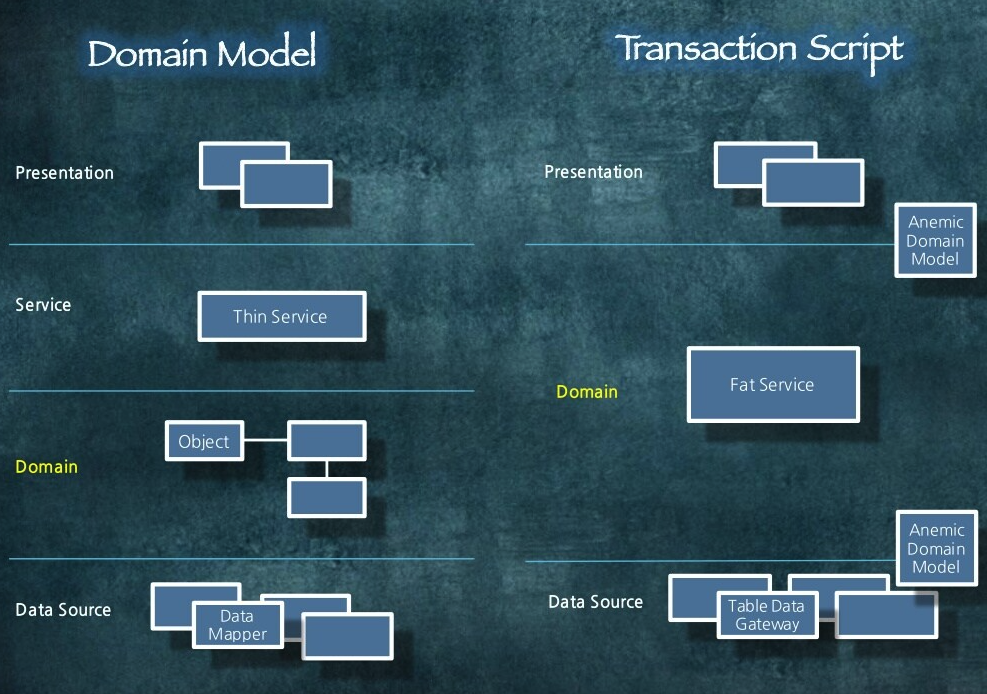 Domain Model
Presentation
Service
Thin Service
Object
Domain
Data Source
Data
Mapper
Transaction Script
Presentation
Anemic
Domain
Model
Fat Service
Domain
Anemic
Domain
Model
Data Source
Table Data
Gateway